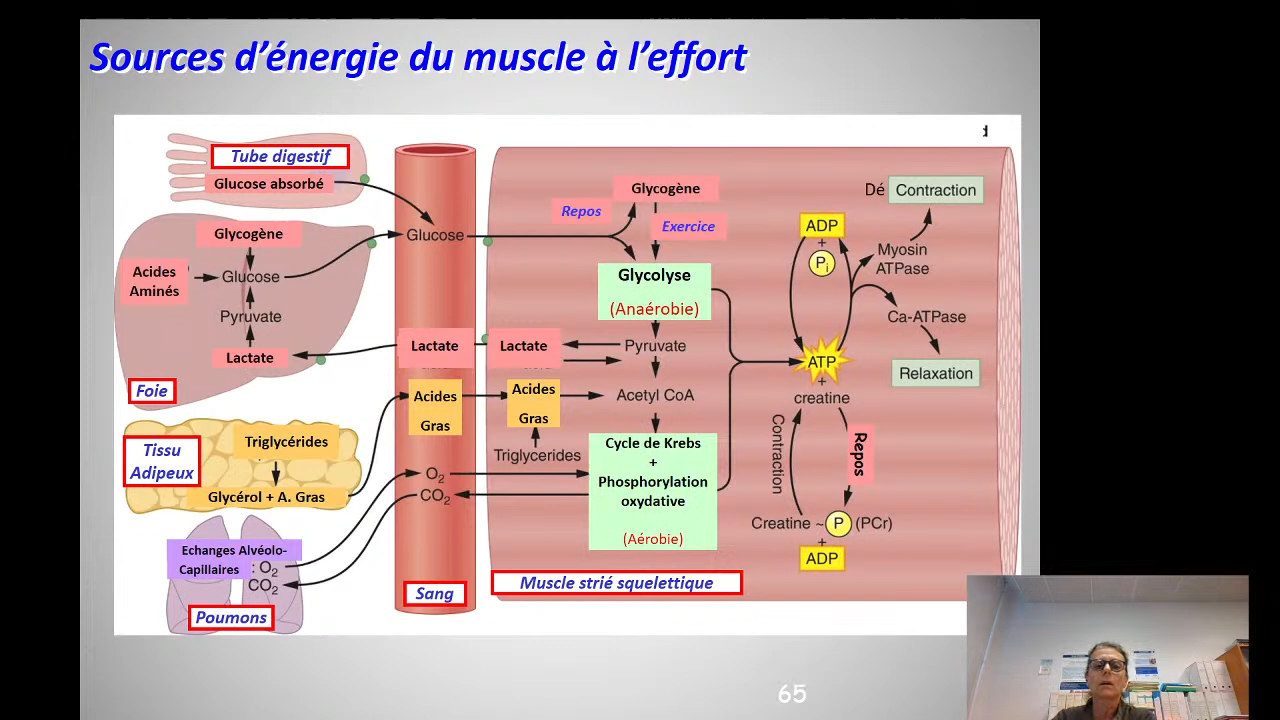 Sources d’énergie du muscle à l’effort
d
Tube digestif
Glucose absorbé
Glycogène
Acides
Aminés
Glucose
Pyruvate
Lactate
Foie
Tissu
Adipeux
Triglycérides
Glycérol + A. Gras
Echanges Alvéolo-
Capillaires : O2
CO2
Poumons
Glucose
Lactate
Acides
Gras
O2
CO2
Sang
Repos
Glycogène
Exercice
Glycolyse
(Anaérobie)
Lactate
Pyruvate
Acides
Gras
Acetyl CoA
Triglycerides
Cycle de Krebs
+
Phosphorylation
oxydative
(Aérobie)
Muscle strié squelettique
ADP
+
Pi
ATP
+
creatine
Contraction
Repos
Creatine ~ P (PCr)
+
ADP
Dé Contraction
Myosin
ATPase
Ca-ATPase
Relaxation
65